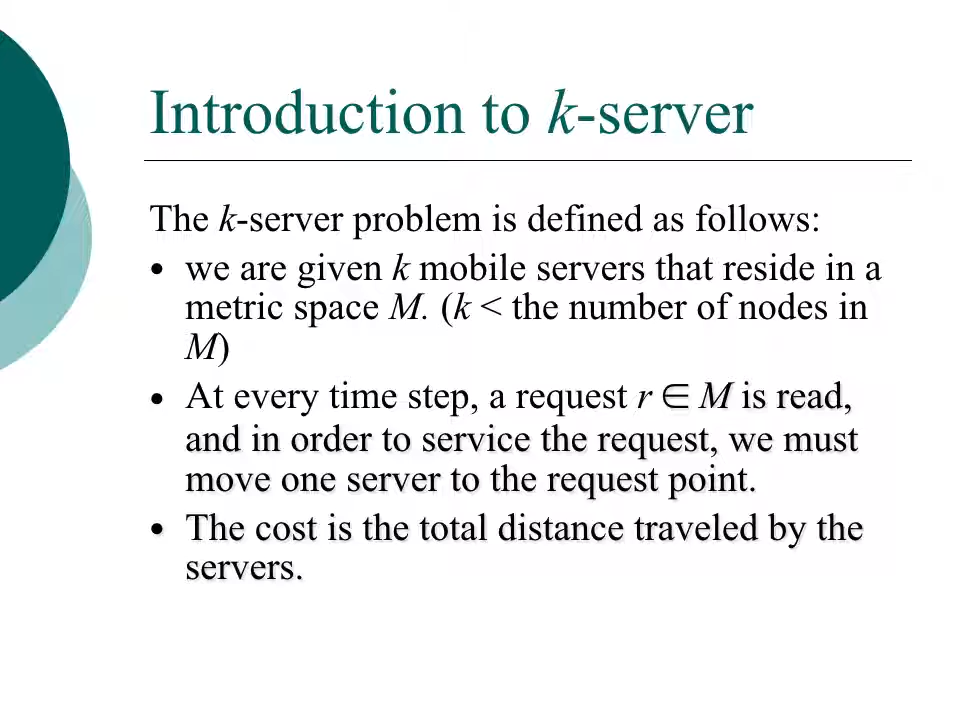 Introduction to k-server
The k-server problem is defined as follows:
• we are given k mobile servers that reside in a
metric space M. (k < the number of nodes in
M)
• At every time step, a request r ∈ M is read,
and in order to service the request, we must
move one server to the request point.
• The cost is the total distance traveled by the
servers.